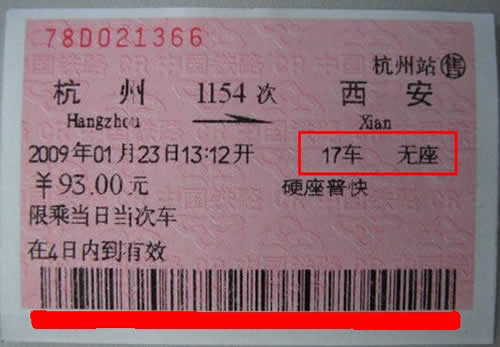 78D021366
杭州站 售
杭州 1154次 西安
Hangzhou Xian
2009年01月23日13:12开 17车 无座
￥93.00元 硬座普快
限乘当日当次车
在4日内到有效